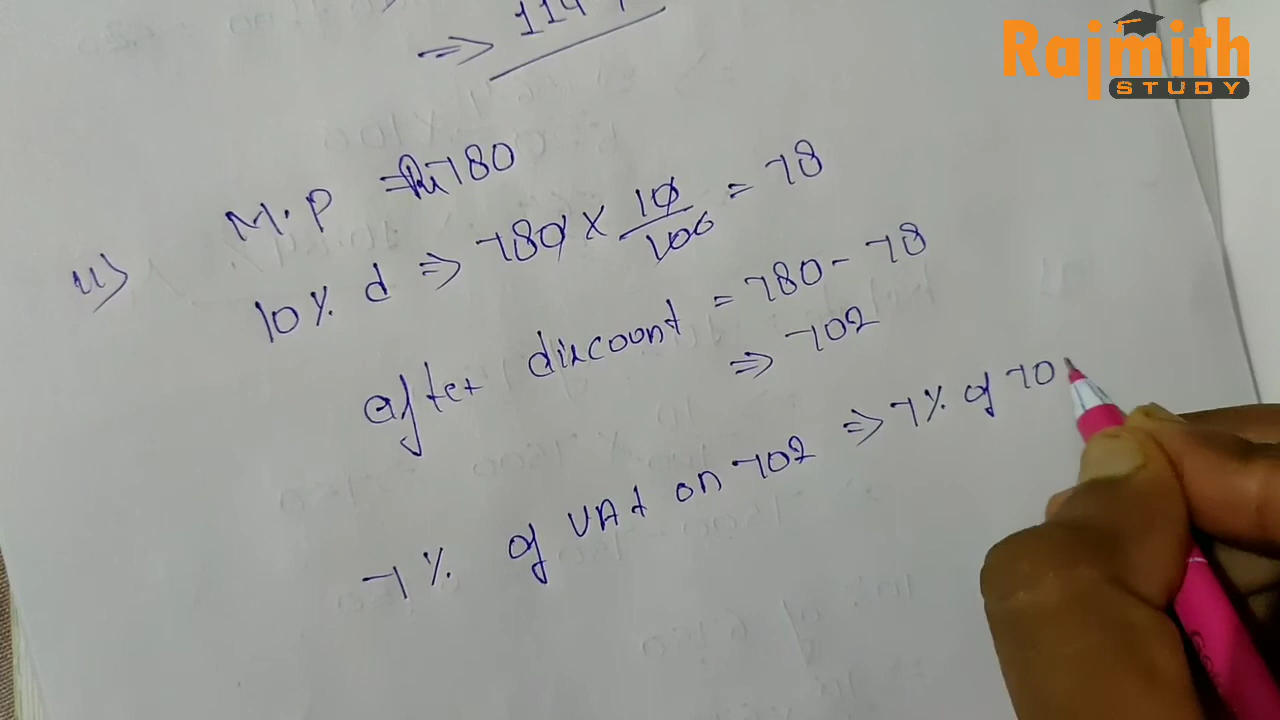 Rajmith
STUDY
⇒ 114
M.P = Rs 780
11)
10% d ⇒ 780 × 10/100 = 78
after discount = 780 - 78
⇒ 702
7% of VAt on 702 ⇒ 7% of 70